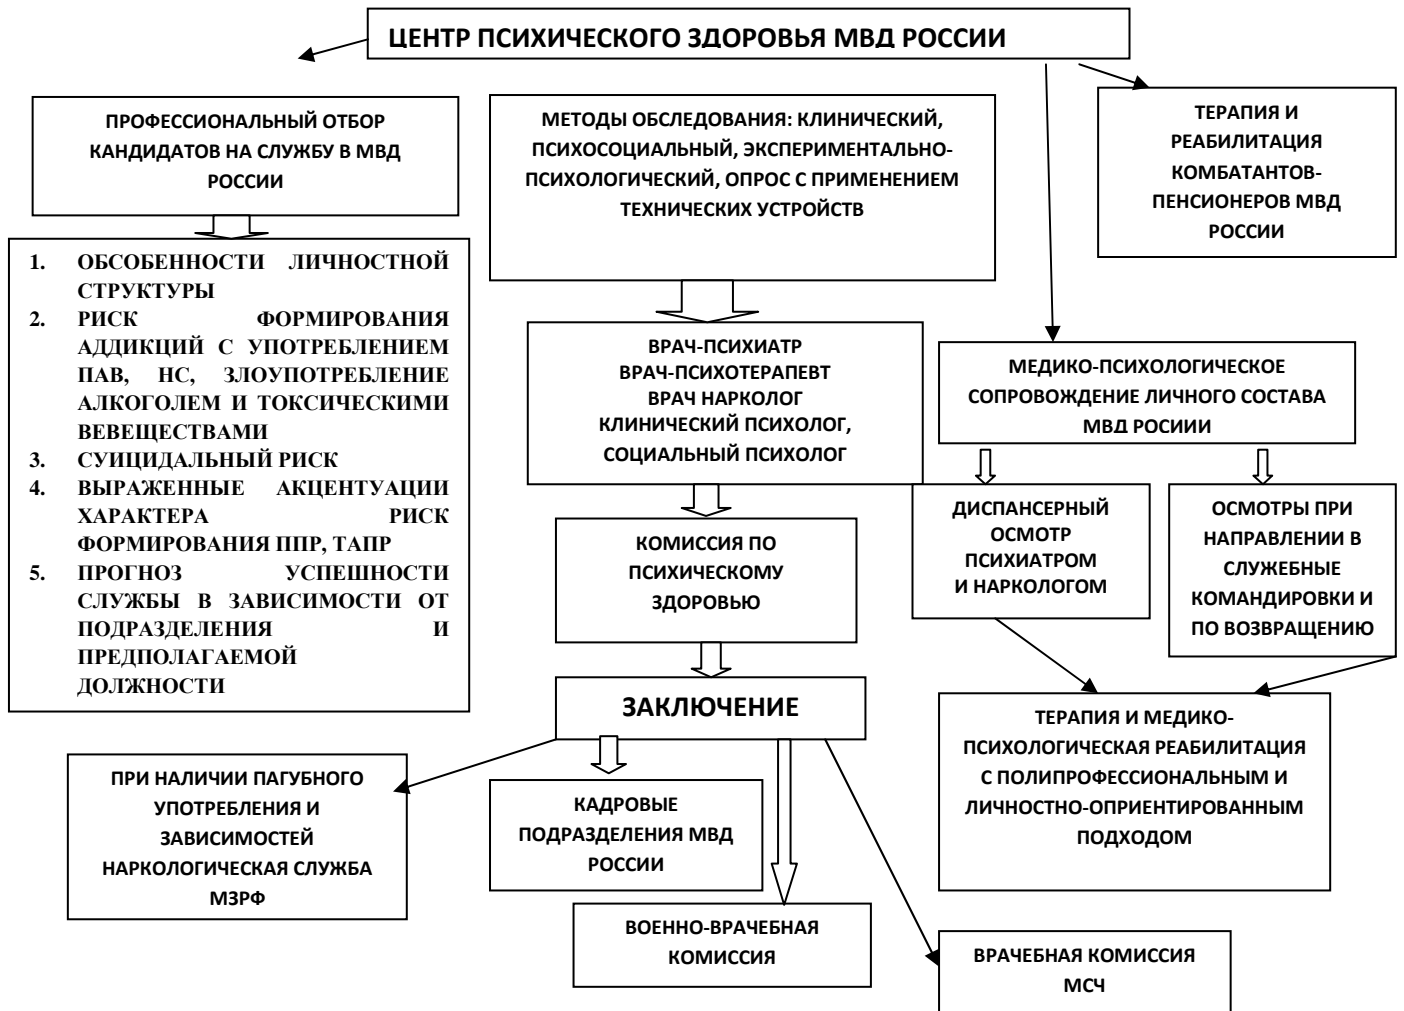 ЦЕНТР ПСИХИЧЕСКОГО ЗДОРОВЬЯ МВД РОССИИ
ПРОФЕССИОНАЛЬНЫЙ ОТБОР
КАНДИДАТОВ НА СЛУЖБУ В МВД
РОССИИ
МЕТОДЫ ОБСЛЕДОВАНИЯ: КЛИНИЧЕСКИЙ,
ПСИХОСОЦИАЛЬНЫЙ, ЭКСПЕРИМЕНТАЛЬНО-
ПСИХОЛОГИЧЕСКИЙ, ОПРОС С ПРИМЕНЕНИЕМ
ТЕХНИЧЕСКИХ УСТРОЙСТВ
ТЕРАПИЯ И
РЕАБИЛИТАЦИЯ
КОМБАТАНТОВ-
ПЕНСИОНЕРОВ МВД
РОССИИ
1. ОБСОБЕННОСТИ ЛИЧНОСТНОЙ
СТРУКТУРЫ
2. РИСК ФОРМИРОВАНИЯ
АДДИКЦИЙ С УПОТРЕБЛЕНИЕМ
ПАВ, НС, ЗЛОУПОТРЕБЛЕНИЕ
АЛКОГОЛЕМ И ТОКСИЧЕСКИМИ
ВЕВЕЩЕСТВАМИ
3. СУИЦИДАЛЬНЫЙ РИСК
4. ВЫРАЖЕННЫЕ АКЦЕНТУАЦИИ
ХАРАКТЕРА РИСК
ФОРМИРОВАНИЯ ППР, ТАПР
5. ПРОГНОЗ УСПЕШНОСТИ
СЛУЖБЫ В ЗАВИСИМОСТИ ОТ
ПОДРАЗДЕЛЕНИЯ И
ПРЕДПОЛАГАЕМОЙ
ДОЛЖНОСТИ
ВРАЧ-ПСИХИАТР
ВРАЧ-ПСИХОТЕРАПЕВТ
ВРАЧ НАРКОЛОГ
КЛИНИЧЕСКИЙ ПСИХОЛОГ,
СОЦИАЛЬНЫЙ ПСИХОЛОГ
МЕДИКО-ПСИХОЛОГИЧЕСКОЕ
СОПРОВОЖДЕНИЕ ЛИЧНОГО СОСТАВА
МВД РОСИИИ
КОМИССИЯ ПО
ПСИХИЧЕСКОМУ
ЗДОРОВЬЮ
ДИСПАНСЕРНЫЙ
ОСМОТР
ПСИХИАТРОМ
И НАРКОЛОГОМ
ОСМОТРЫ ПРИ
НАПРАВЛЕНИИ В
СЛУЖЕБНЫЕ
КОМАНДИРОВКИ И
ПО ВОЗВРАЩЕНИЮ
ЗАКЛЮЧЕНИЕ
ТЕРАПИЯ И МЕДИКО-
ПСИХОЛОГИЧЕСКАЯ РЕАБИЛИТАЦИЯ
С ПОЛИПРОФЕССИОНАЛЬНЫМ И
ЛИЧНОСТНО-ОПРИЕНТИРОВАННЫМ
ПОДХОДОМ
ПРИ НАЛИЧИИ ПАГУБНОГО
УПОТРЕБЛЕНИЯ И
ЗАВИСИМОСТЕЙ
НАРКОЛОГИЧЕСКАЯ СЛУЖБА
МЗРФ
КАДРОВЫЕ
ПОДРАЗДЕЛЕНИЯ МВД
РОССИИ
ВОЕННО-ВРАЧЕБНАЯ
КОМИССИЯ
ВРАЧЕБНАЯ КОМИССИЯ
МСЧ